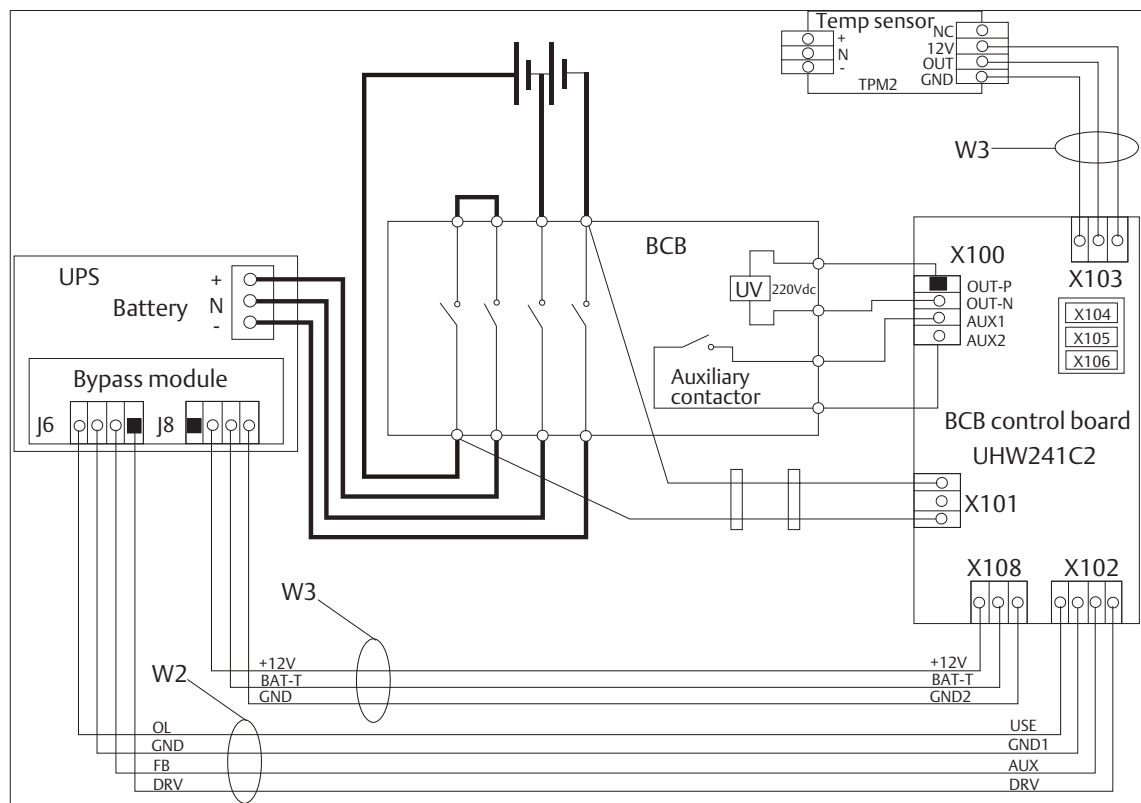 Temp sensor
NC
+
12V
N
OUT
-
GND
TPM2
W3
UPS
BCB
X100
X103
+
OUT-P
Battery
N
UV
220Vdc
OUT-N
X104
-
AUX1
X105
AUX2
X106
Auxiliary
contactor
Bypass module
J6
J8
BCB control board
UHW241C2
X101
X108
X102
W3
W2
+12V
+12V
BAT-T
BAT-T
GND
GND2
OL
USE
GND
GND1
FB
AUX
DRV
DRV